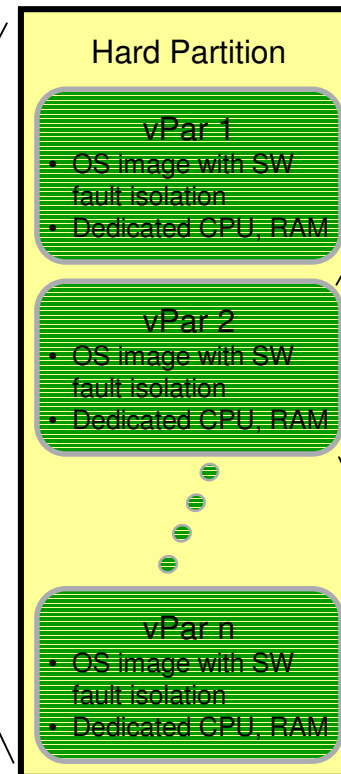 Hard Partition
vPar 1
• OS image with SW
fault isolation
• Dedicated CPU, RAM
vPar 2
• OS image with SW
fault isolation
• Dedicated CPU, RAM
vPar n
• OS image with SW
fault isolation
• Dedicated CPU, RAM